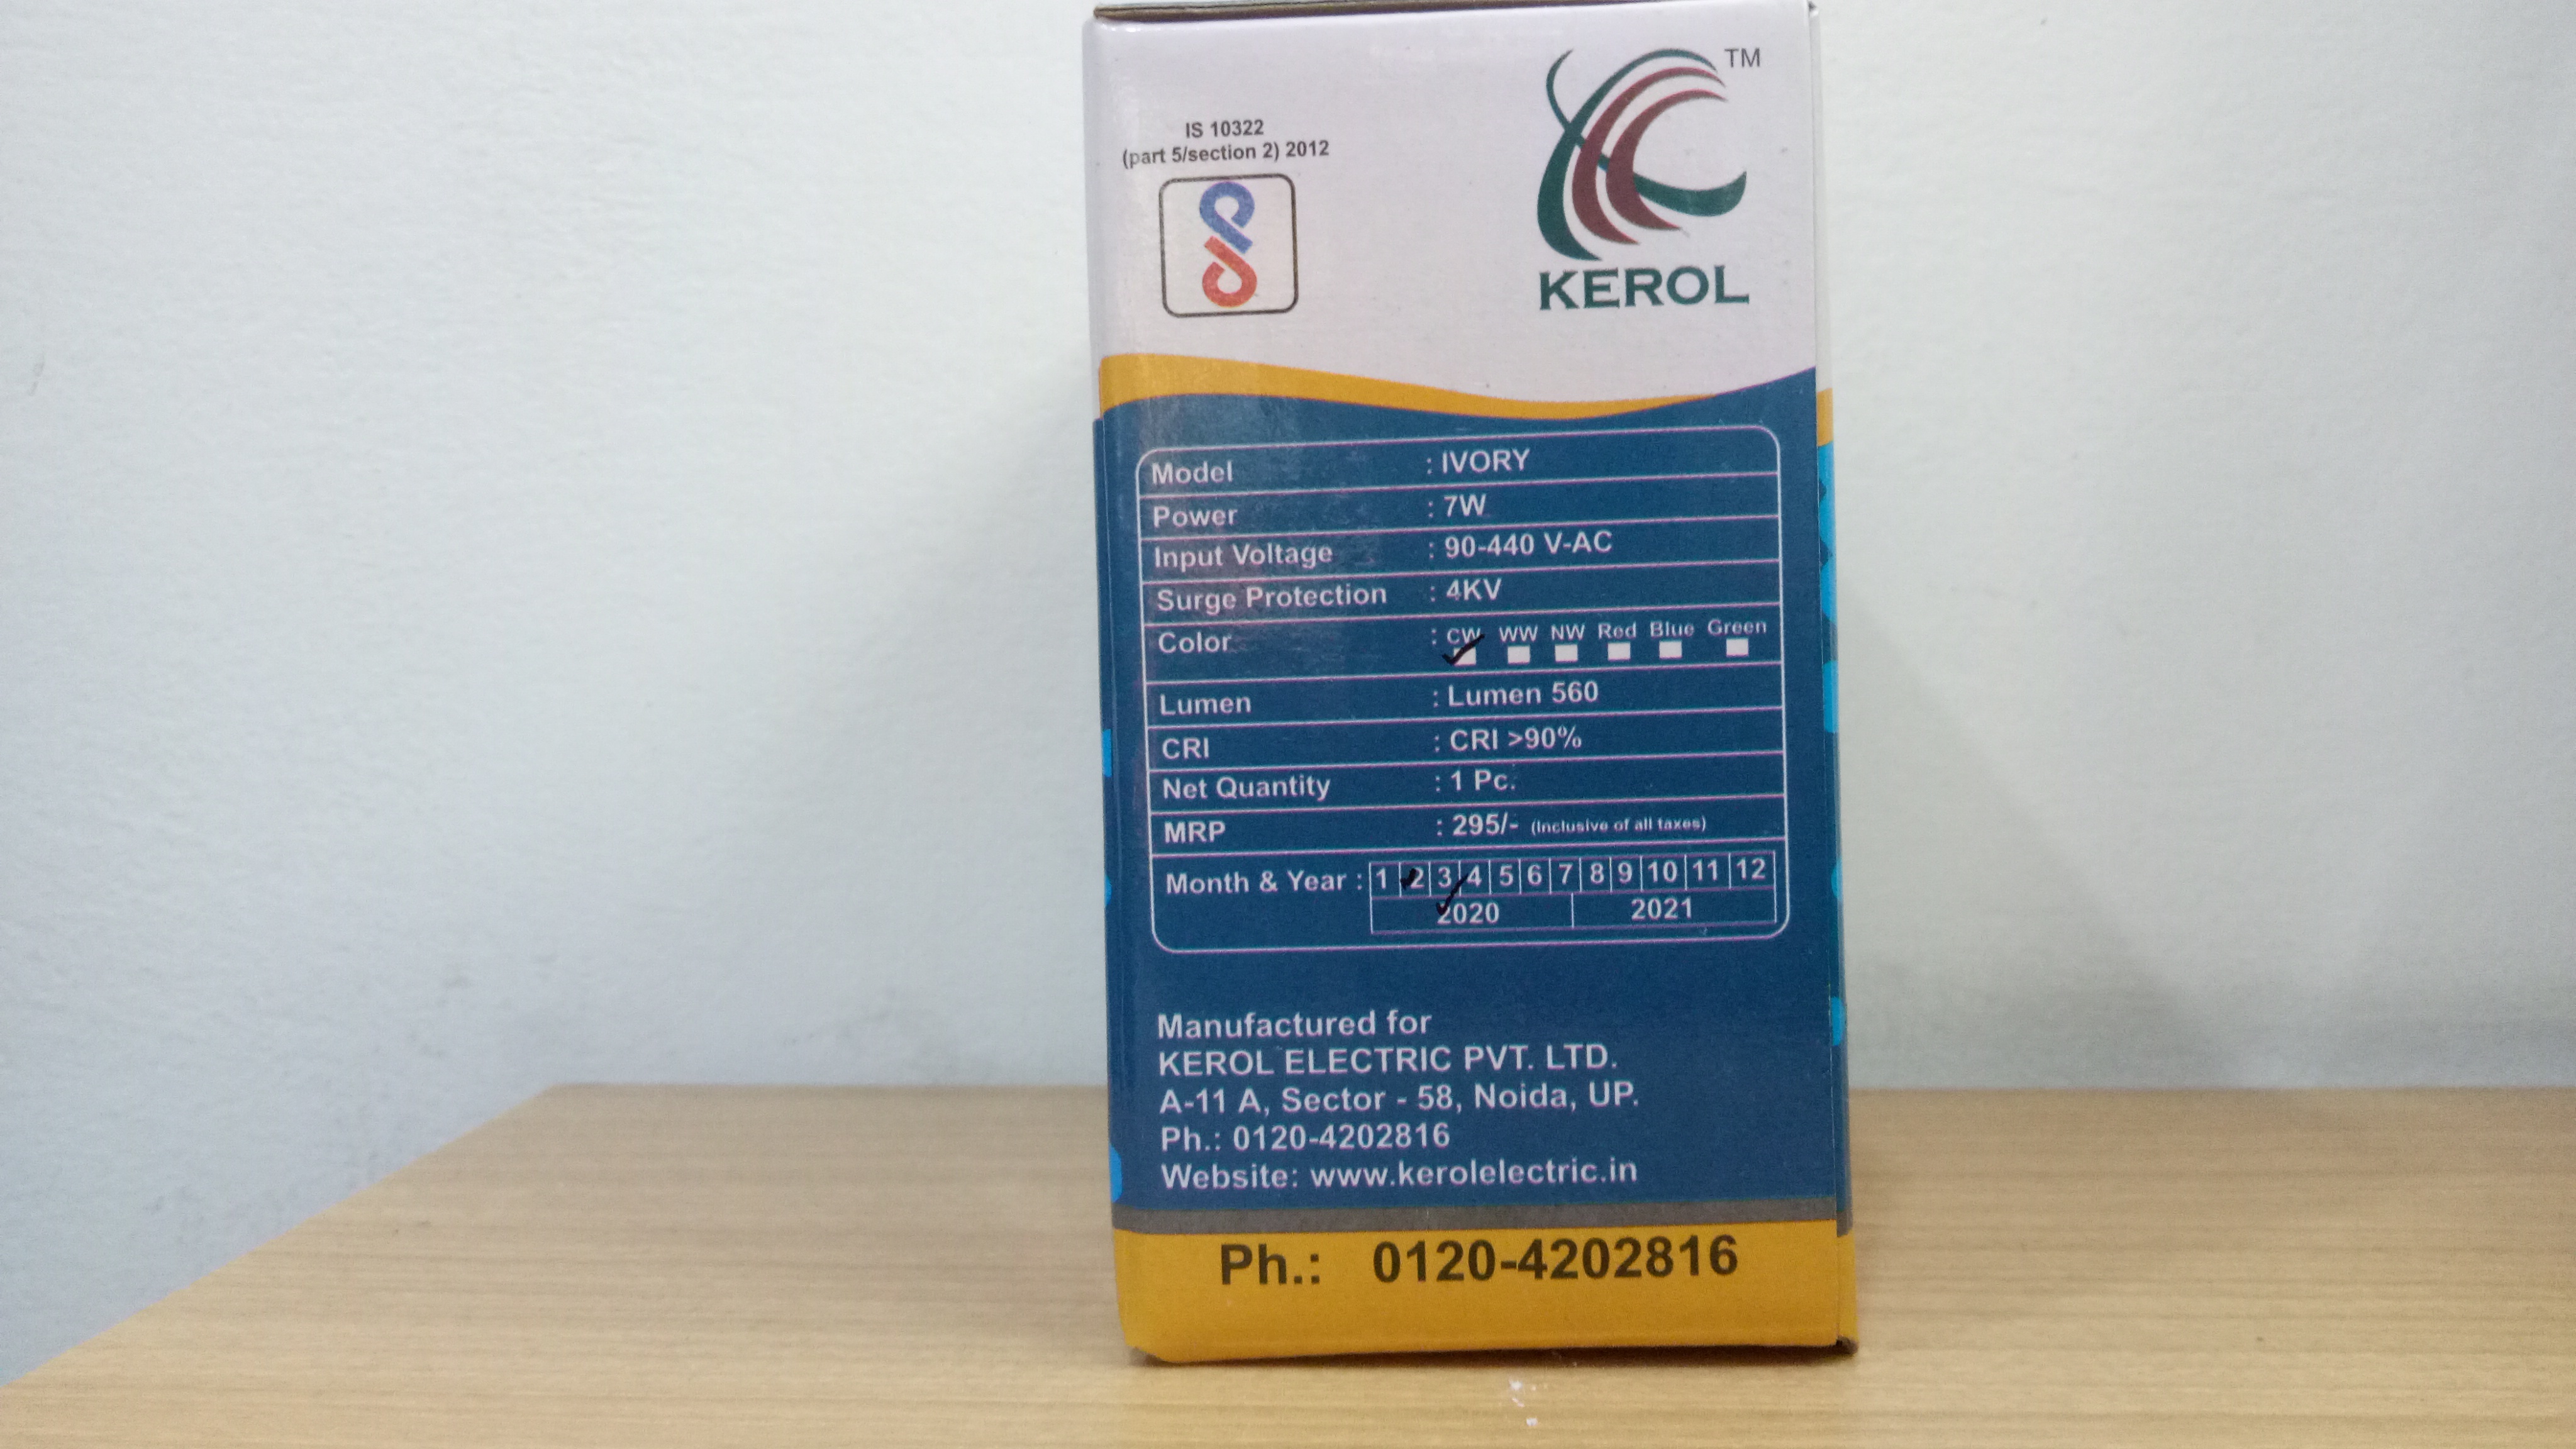 IS 10322
(part 5/section 2) 2012
TM
KEROL
Model : IVORY
Power : 7W
Input Voltage : 90-440 V-AC
Surge Protection : 4KV
Color : CW WW NW Red Blue Green
Lumen : Lumen 560
CRI : CRI >90%
Net Quantity : 1 Pc.
MRP : 295/- (Inclusive of all taxes)
Month & Year : 1 2 3 4 5 6 7 8 9 10 11 12
2020 2021
Manufactured for
KEROL ELECTRIC PVT. LTD.
A-11 A, Sector - 58, Noida, UP.
Ph.: 0120-4202816
Website: www.kerolelectric.in
Ph.: 0120-4202816